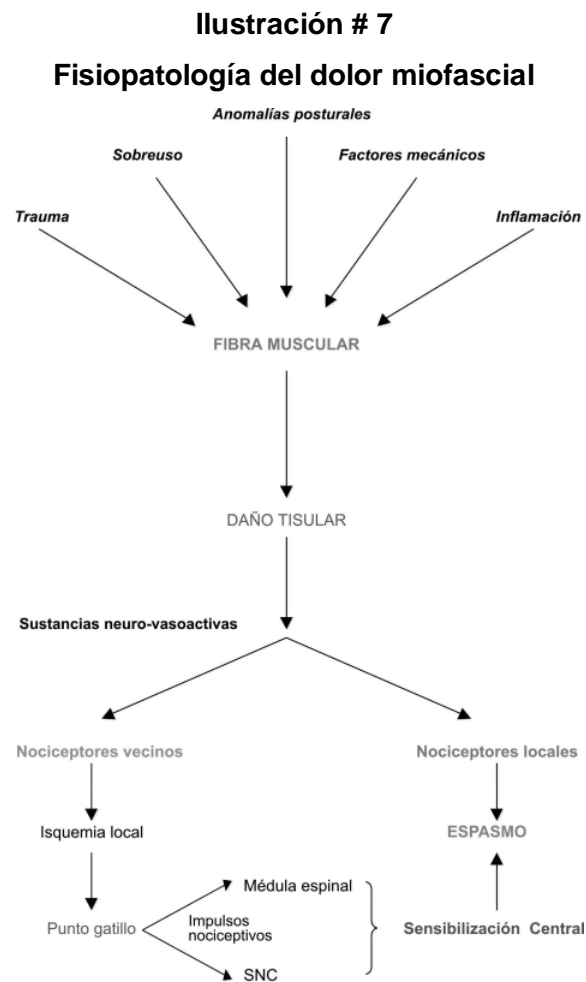 Ilustración # 7
Fisiopatología del dolor miofascial
Anomalías posturales
Sobreuso
Factores mecánicos
Trauma
Inflamación
FIBRA MUSCULAR
DAÑO TISULAR
Sustancias neuro-vasoactivas
Nociceptores vecinos
Nociceptores locales
Isquemia local
ESPASMO
Médula espinal
Punto gatillo
Impulsos
nociceptivos
Sensibilización Central
SNC